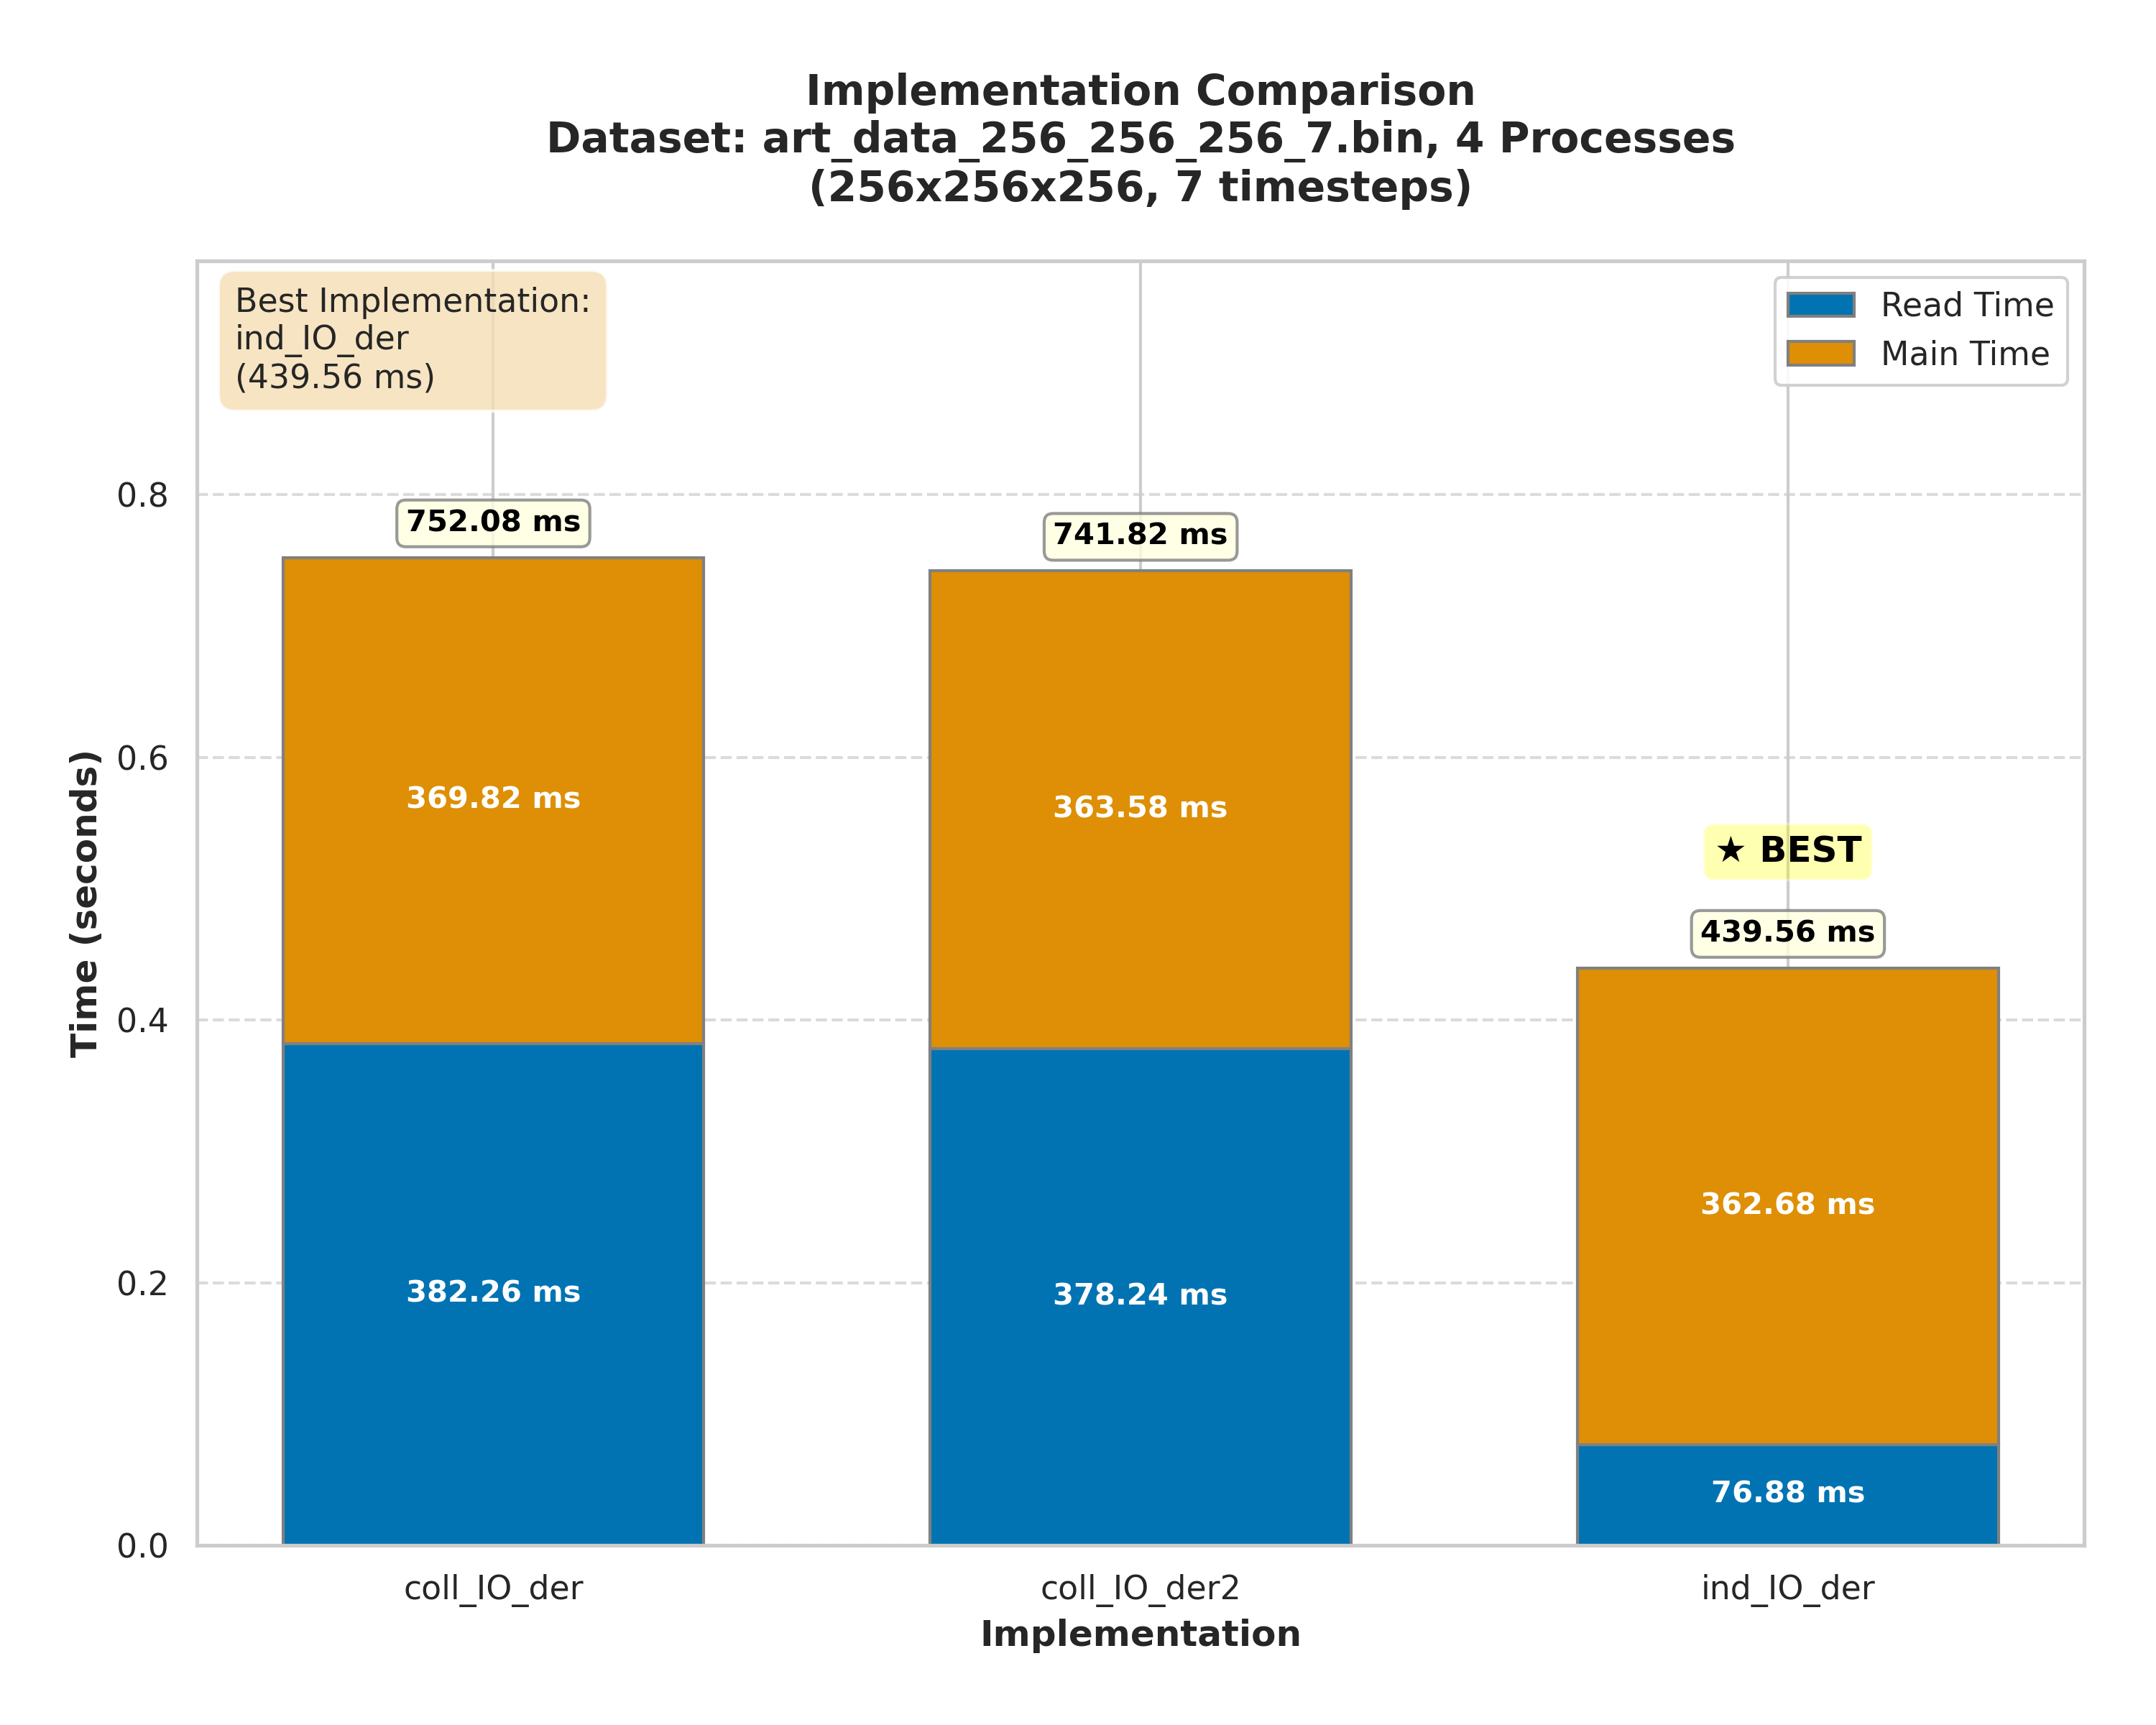 Implementation Comparison
Dataset: art_data_256_256_256_7.bin, 4 Processes
(256x256x256, 7 timesteps)
Best Implementation:
ind_IO_der
(439.56 ms)
Read Time
Main Time
Time (seconds)
0.8
0.6
0.4
0.2
0.0
752.08 ms
369.82 ms
382.26 ms
741.82 ms
363.58 ms
378.24 ms
★ BEST
439.56 ms
362.68 ms
76.88 ms
coll_IO_der
coll_IO_der2
ind_IO_der
Implementation